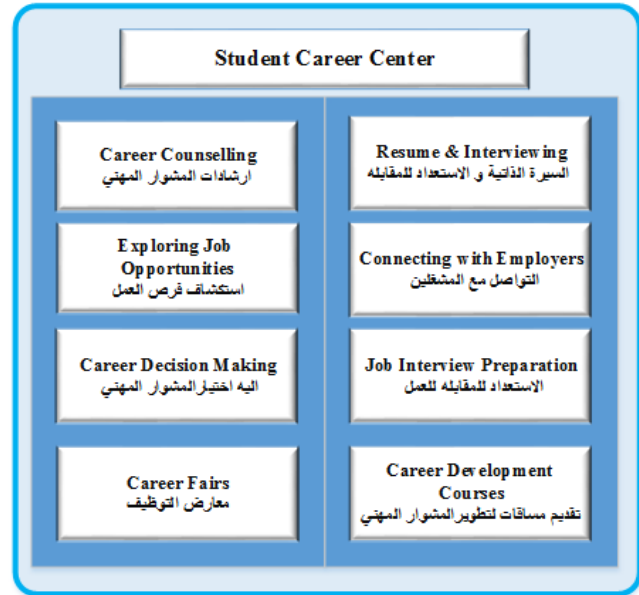 Student Career Center
Career Counselling
ارشادات المشوار المهني
Exploring Job
Opportunities
استكشاف فرص العمل
Career Decision Making
اليه اختيارالمشوار المهني
Career Fairs
معارض التوظيف
Resume & Interviewing
السيرة الذاتية و الاستعداد للمقابله
Connecting with Employers
التواصل مع المشغلين
Job Interview Preparation
الاستعداد للمقابله للعمل
Career Development
Courses
تقديم مساقات لتطويرالمشوار المهني